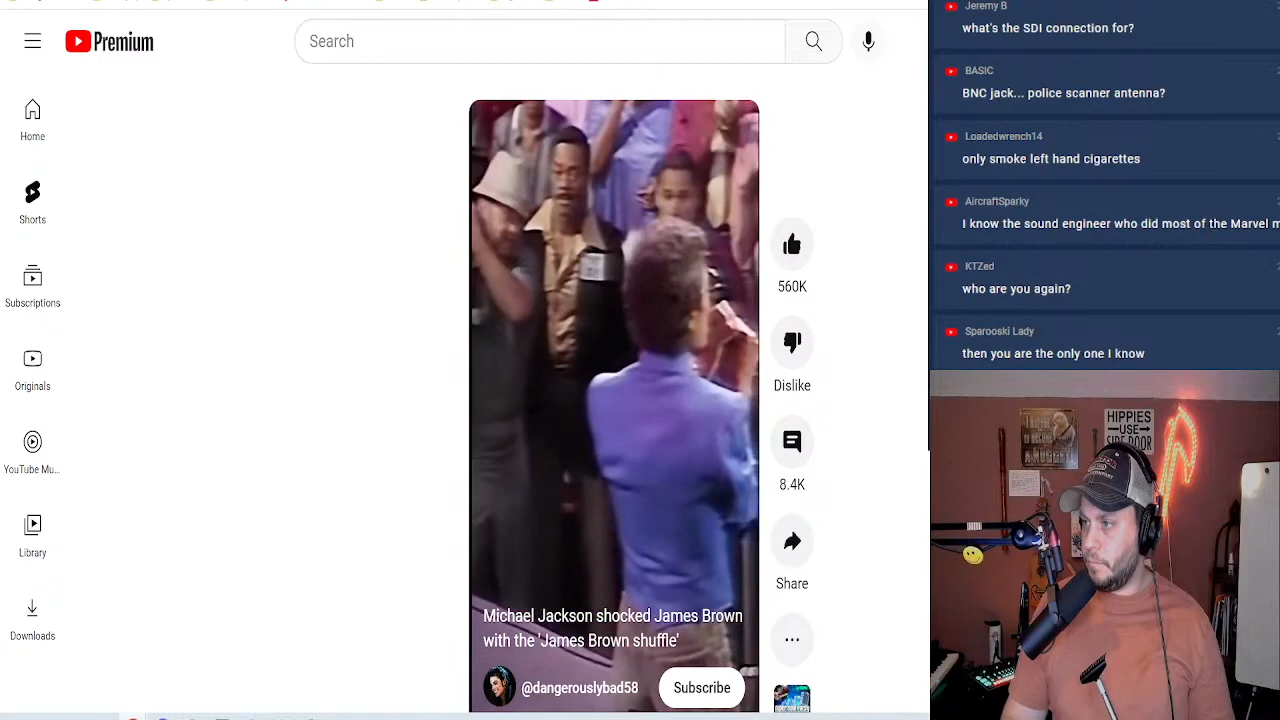 Premium
Search
Home
Shorts
Subscriptions
Originals
YouTube Mu...
Library
Downloads
560K
Dislike
8.4K
Share
Michael Jackson shocked James Brown
with the 'James Brown shuffle'
@dangerouslybad58
Subscribe
Jeremy B
what's the SDI connection for?
BASIC
BNC jack... police scanner antenna?
Loadedwrench14
only smoke left hand cigarettes
AircraftSparky
I know the sound engineer who did most of the Marvel m
KTZed
who are you again?
Sparooski Lady
then you are the only one I know
HIPPIES
USE
SIDE DOOR